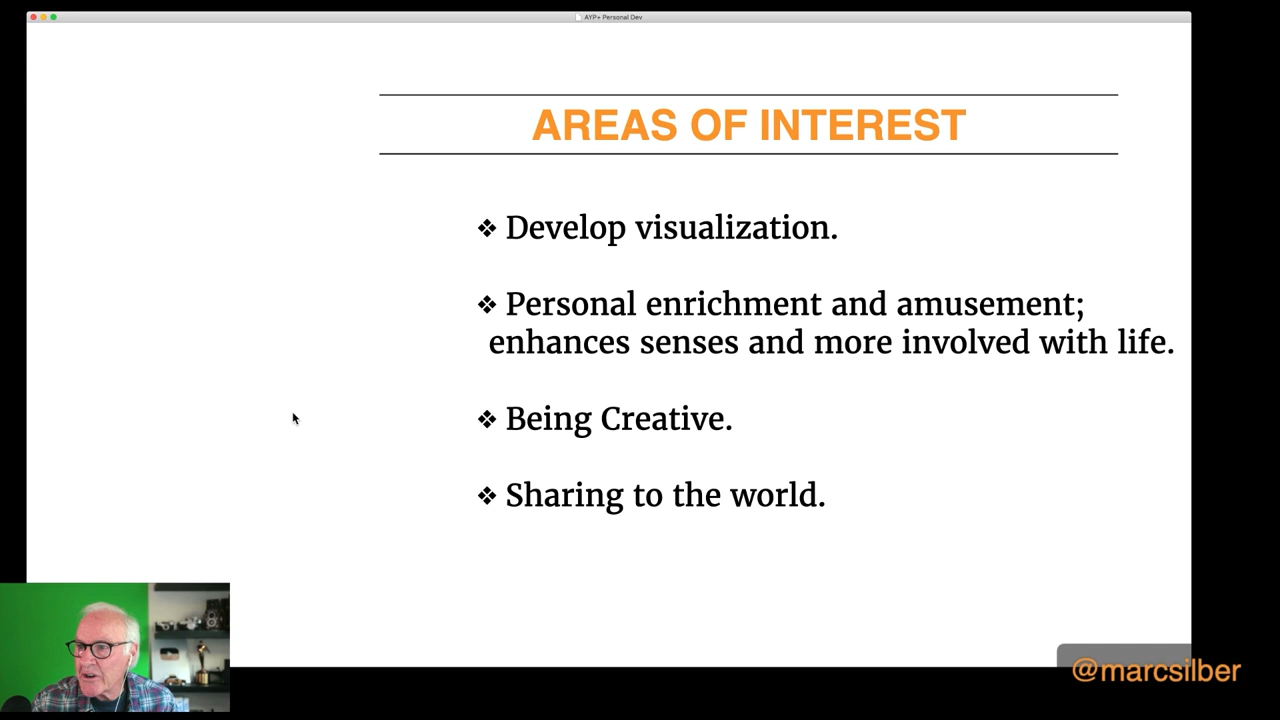 AYP+ Personal Dev
AREAS OF INTEREST
❖ Develop visualization.
❖ Personal enrichment and amusement;
enhances senses and more involved with life.
❖ Being Creative.
❖ Sharing to the world.
@marcsilber